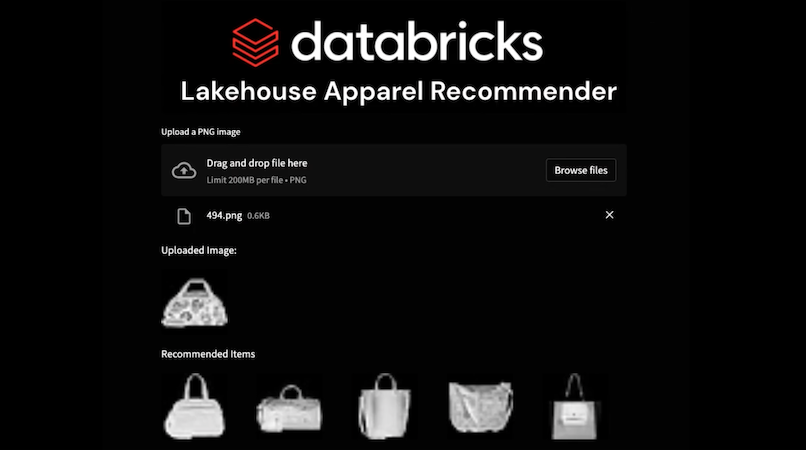 databricks
Lakehouse Apparel Recommender
Upload a PNG image
Drag and drop file here
Limit 200MB per file • PNG
Browse files
494.png 0.6KB
Uploaded Image:
Recommended Items